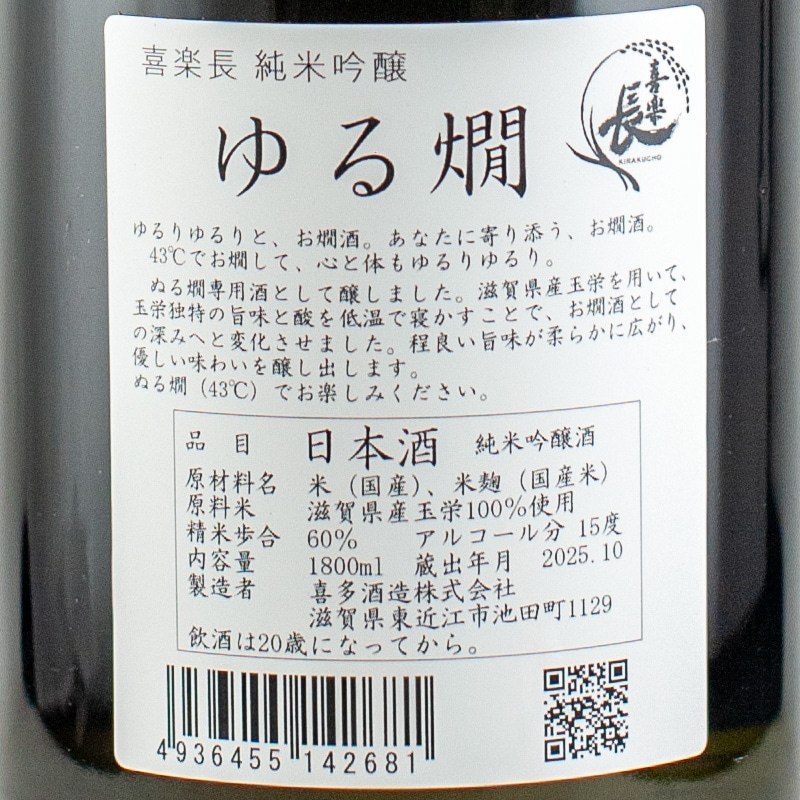 喜楽長 純米吟醸
喜楽長
KIRAKUCHO
ゆる燗
ゆるりゆるりと、お燗酒。あなたに寄り添う、お燗酒。
43℃でお燗して、心と体もゆるりゆるり。
ぬる燗専用酒として醸しました。滋賀県産玉栄を用いて、
玉栄独特の旨味と酸を低温で寝かすことで、お燗酒として
の深みへと変化させました。程良い旨味が柔らかに広がり、
優しい味わいを醸し出します。
ぬる燗(43℃)でお楽しみください。
品目 日本酒 純米吟醸酒
原材料名 米(国産)、米麹(国産米)
原料米 滋賀県産玉栄100%使用
精米歩合 60% アルコール分 15度
内容量 1800ml 蔵出年月 2025.10
製造者 喜多酒造株式会社
滋賀県東近江市池田町1129
飲酒は20歳になってから。
4936455 142681